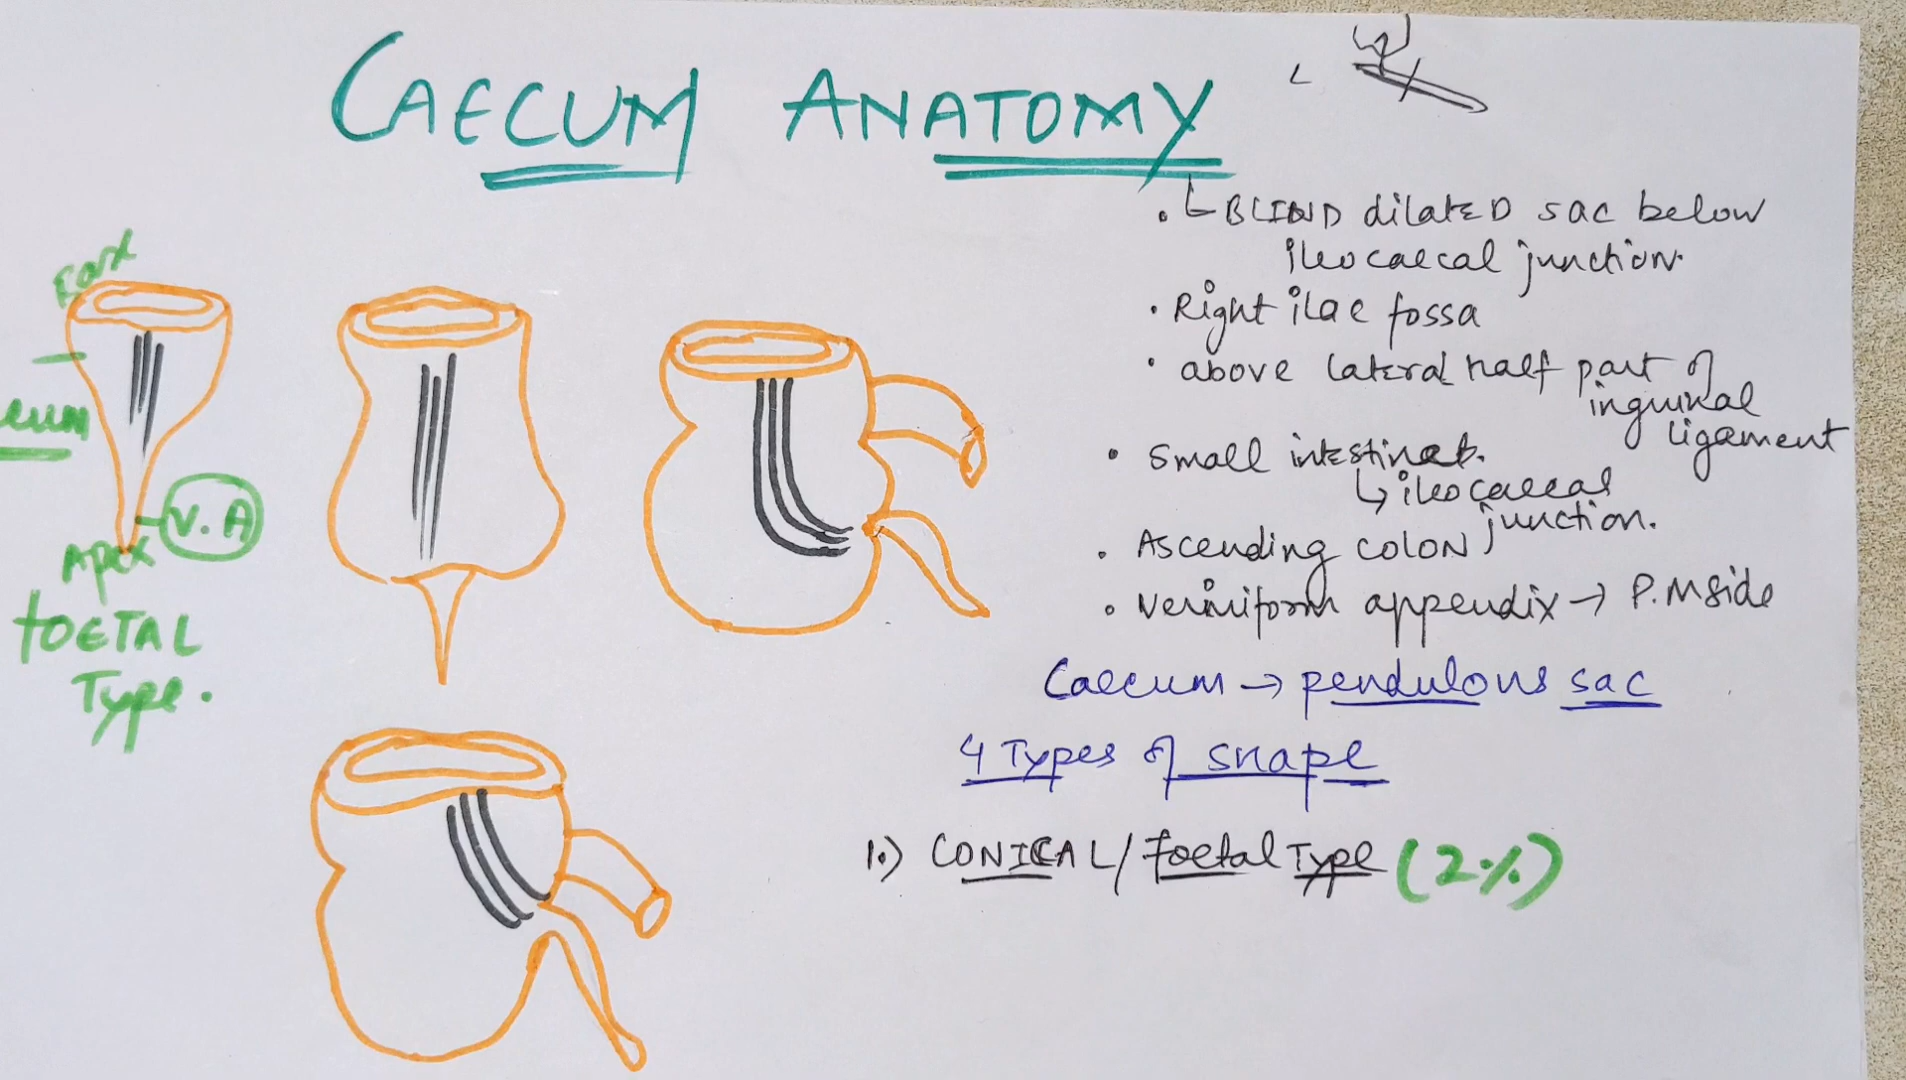 CAECUM ANATOMY
BLIND dilateD sac below
ileocaecal junction.
Right ilae fossa
above lateral half part of
inguinal
ligament
small intestinet.
ileocaecal
junction.
Ascending COLON
vermiform appendix → P.M side
Caecum → pendulous sac
4 Types of shape
1.) CONICAL/foetal Type (2%)
V. A
Apex
fOETAL
Type.